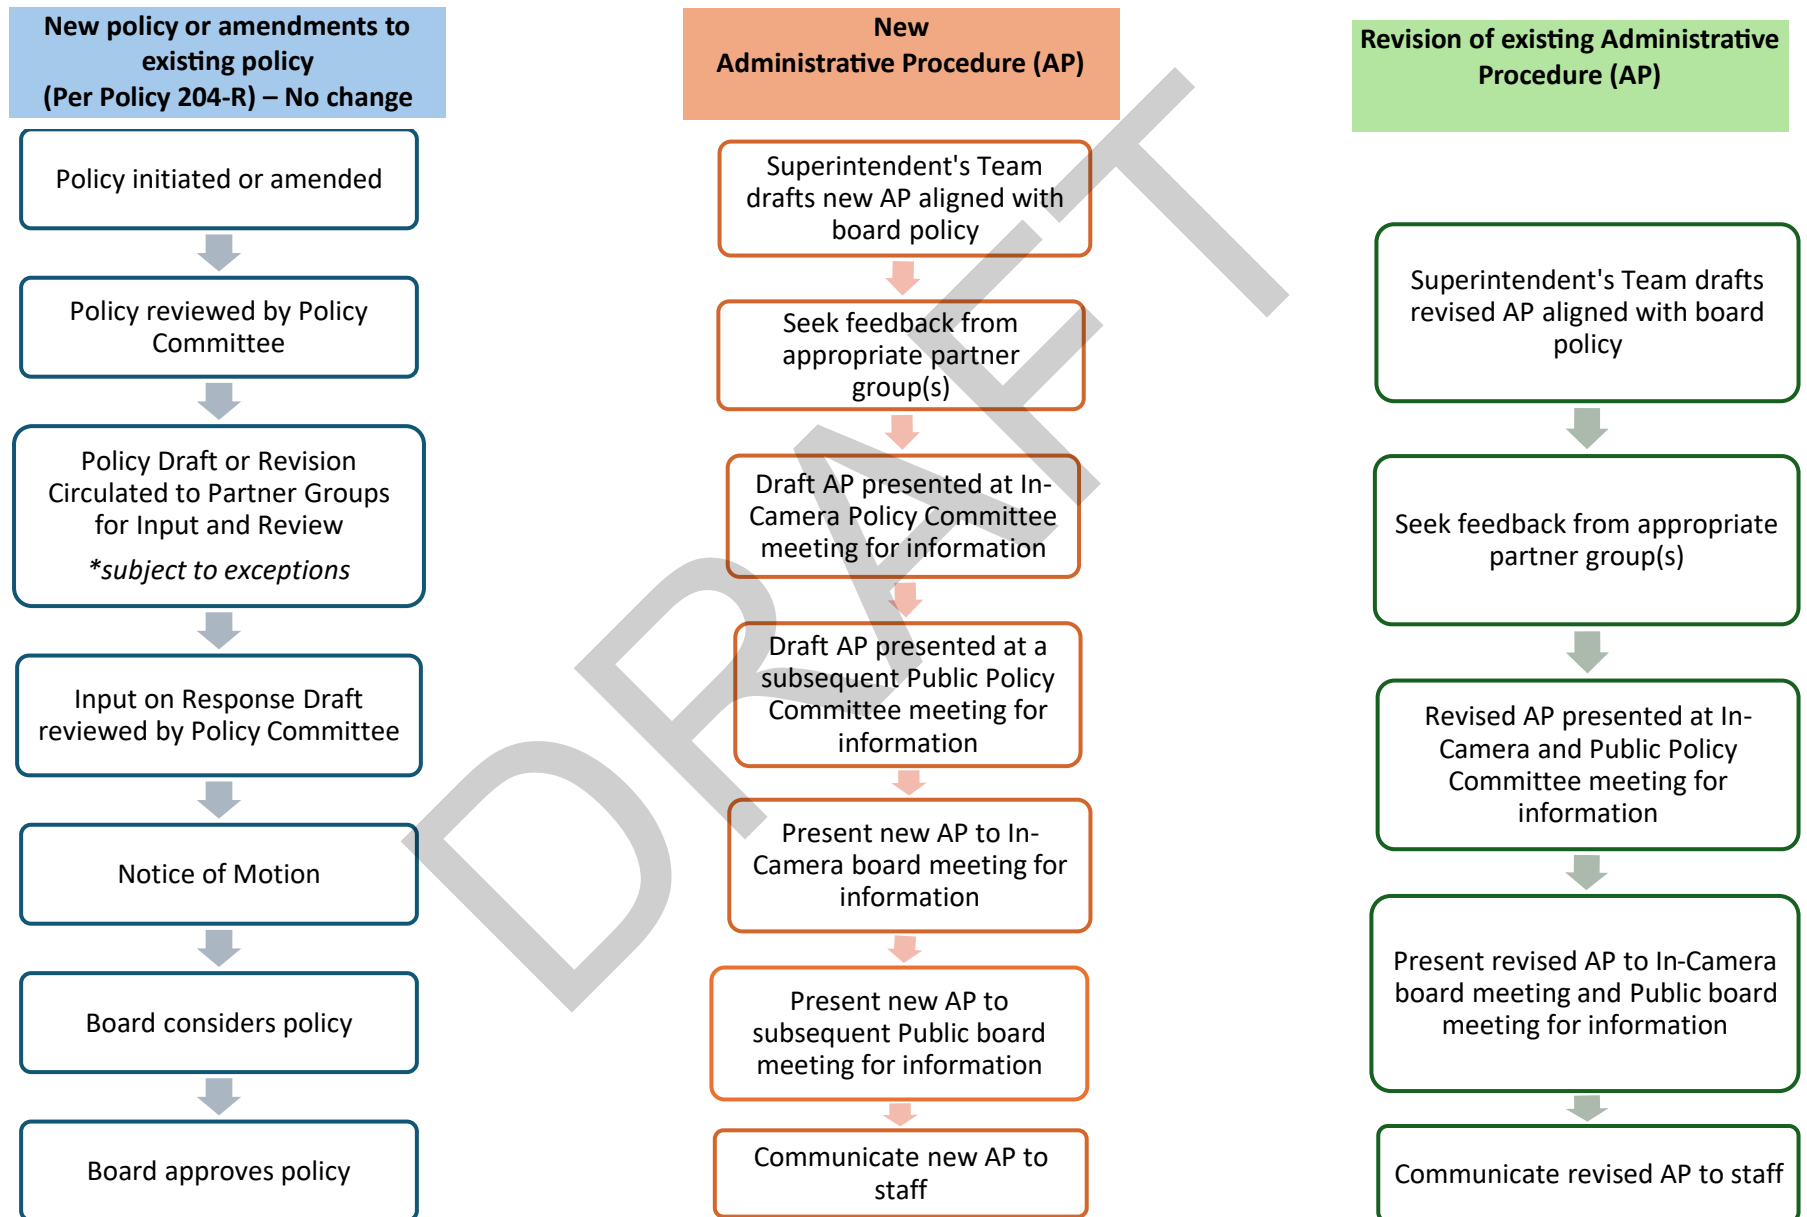 New policy or amendments to
existing policy
(Per Policy 204-R) – No change
Policy initiated or amended
Policy reviewed by Policy
Committee
Policy Draft or Revision
Circulated to Partner Groups
for Input and Review
*subject to exceptions
Input on Response Draft
reviewed by Policy Committee
Notice of Motion
Board considers policy
Board approves policy
New
Administrative Procedure (AP)
Superintendent's Team
drafts new AP aligned with
board policy
Seek feedback from
appropriate partner
group(s)
Draft AP presented at In-
Camera Policy Committee
meeting for information
Draft AP presented at a
subsequent Public Policy
Committee meeting for
information
Present new AP to In-
Camera board meeting for
information
Present new AP to
subsequent Public board
meeting for information
Communicate new AP to
staff
Revision of existing Administrative
Procedure (AP)
Superintendent's Team drafts
revised AP aligned with board
policy
Seek feedback from appropriate
partner group(s)
Revised AP presented at In-
Camera and Public Policy
Committee meeting for
information
Present revised AP to In-Camera
board meeting and Public board
meeting for information
Communicate revised AP to staff
DRAFT